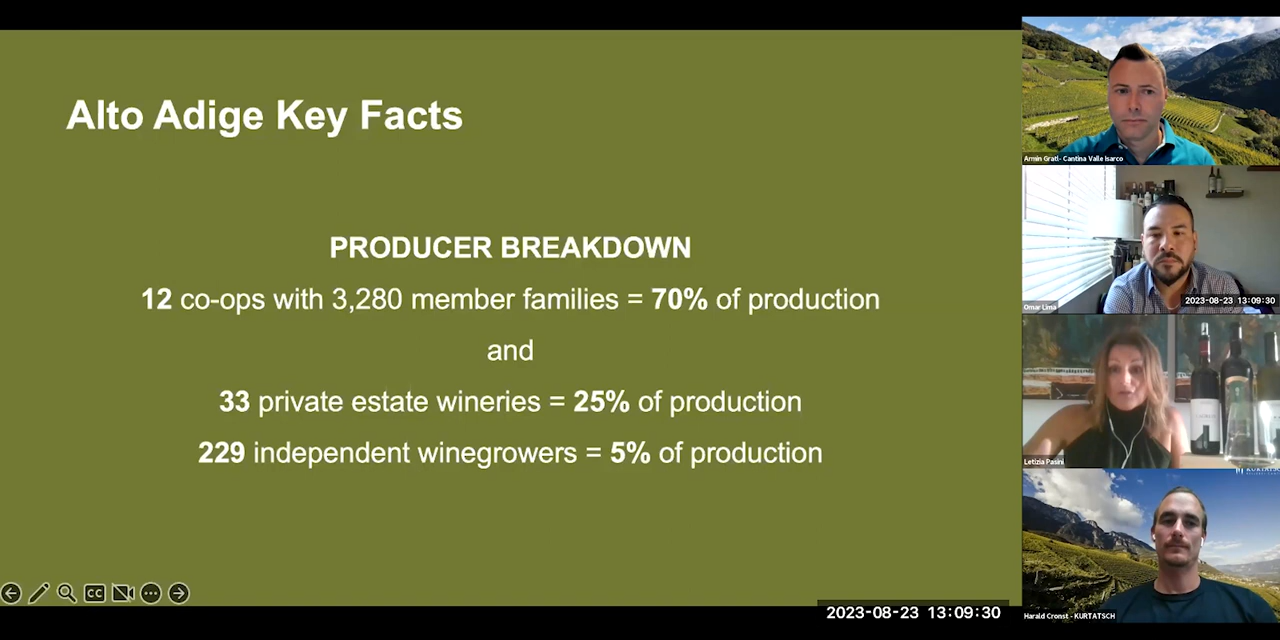 Alto Adige Key Facts
PRODUCER BREAKDOWN
12 co-ops with 3,280 member families = 70% of production
and
33 private estate wineries = 25% of production
229 independent winegrowers = 5% of production
CC
2023-08-23 13:09:30
Armin Gratl- Cantina Valle Isarco
Omar Lima
2023-08-23 13:09:30
Letizia Pasini
KURTATSCH
Harald Cronst - KURTATSCH